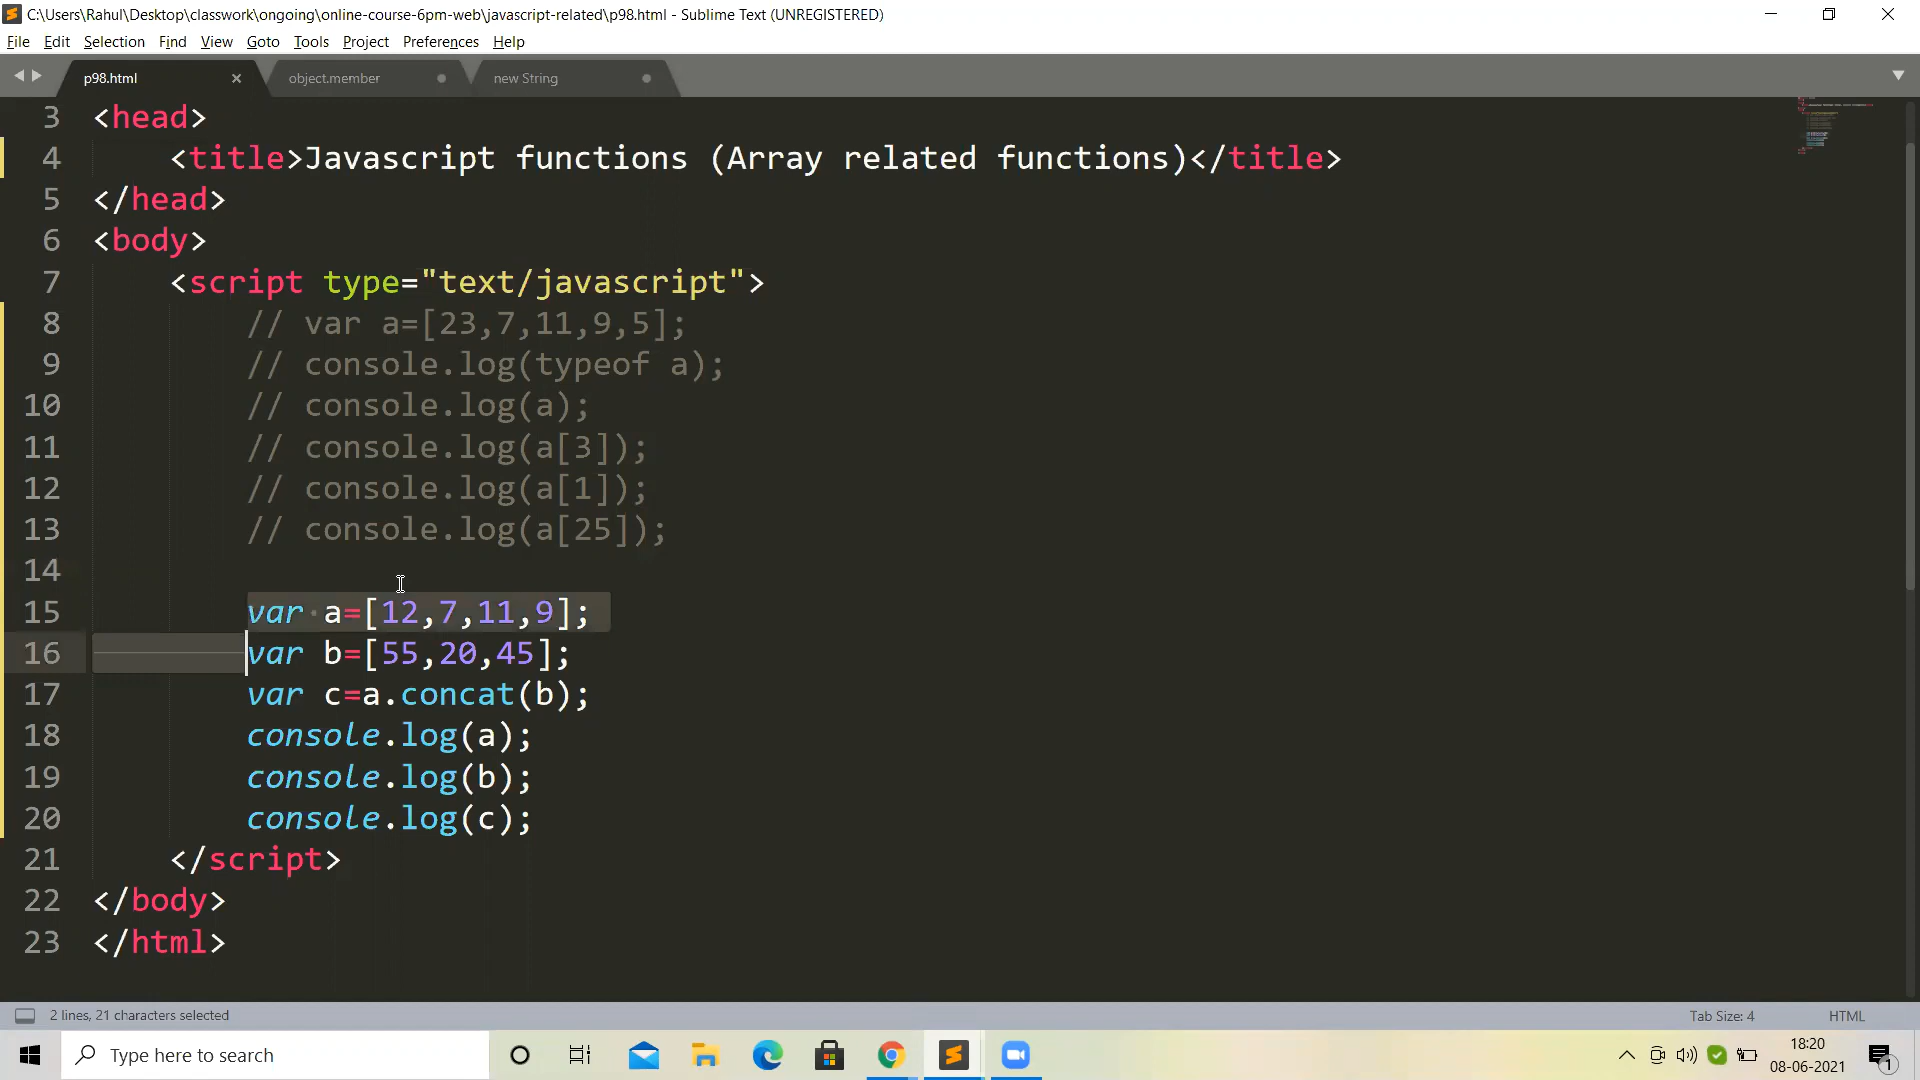 C:\Users\Rahul\Desktop\classwork\ongoing\online-course-6pm-web\javascript-related\p98.html - Sublime Text (UNREGISTERED)
File Edit Selection Find View Goto Tools Project Preferences Help
p98.html object.member new String
3 <head>
4 <title>Javascript functions (Array related functions)</title>
5 </head>
6 <body>
7 <script type="text/javascript">
8 // var a=[23,7,11,9,5];
9 // console.log(typeof a);
10 // console.log(a);
11 // console.log(a[3]);
12 // console.log(a[1]);
13 // console.log(a[25]);
14
15 var a=[12,7,11,9];
16 var b=[55,20,45];
17 var c=a.concat(b);
18 console.log(a);
19 console.log(b);
20 console.log(c);
21 </script>
22 </body>
23 </html>
2 lines, 21 characters selected Tab Size: 4 HTML
Type here to search
18:20
08-06-2021
1